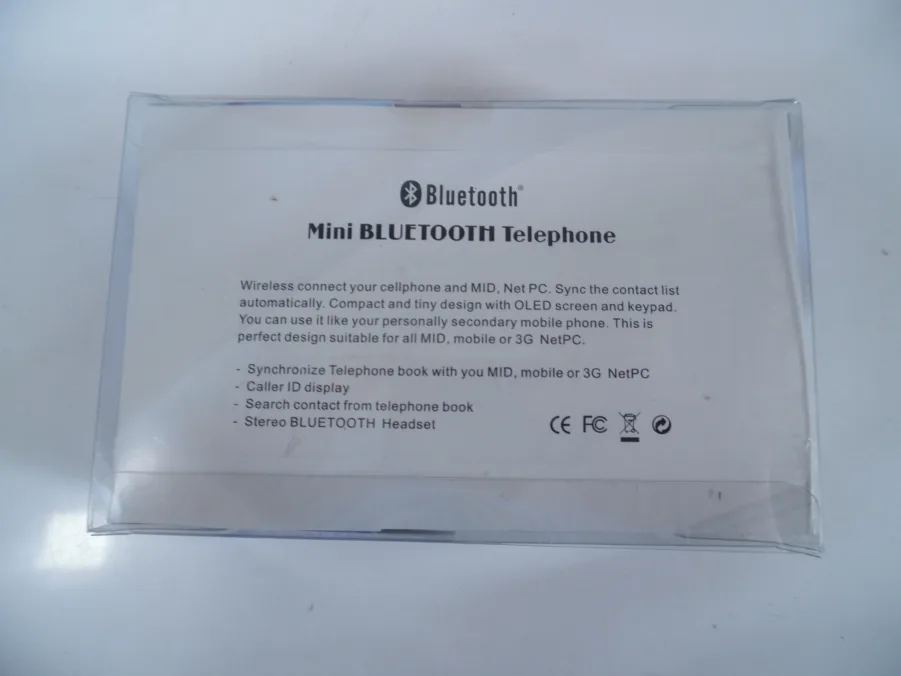 Bluetooth®
Mini BLUETOOTH Telephone
Wireless connect your cellphone and MID, Net PC. Sync the contact list
automatically. Compact and tiny design with OLED screen and keypad.
You can use it like your personally secondary mobile phone. This is
perfect design suitable for all MID, mobile or 3G NetPC.
- Synchronize Telephone book with you MID, mobile or 3G NetPC
- Caller ID display
- Search contact from telephone book
- Stereo BLUETOOTH Headset
CE FC